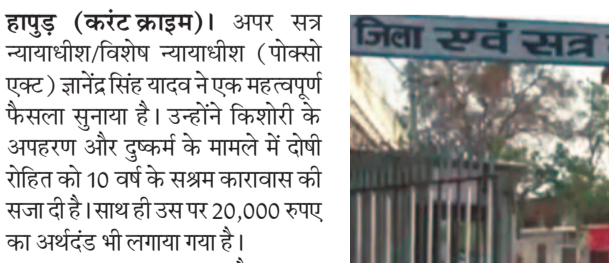 हापुड़ (करंट क्राइम)। अपर सत्र
न्यायाधीश/विशेष न्यायाधीश (पोक्सो
एक्ट) ज्ञानेंद्र सिंह यादव ने एक महत्वपूर्ण
फैसला सुनाया है। उन्होंने किशोरी के
अपहरण और दुष्कर्म के मामले में दोषी
रोहित को 10 वर्ष के सश्रम कारावास की
सजा दी है। साथ ही उस पर 20,000 रुपए
का अर्थदंड भी लगाया गया है।
जिला एवं सत्र